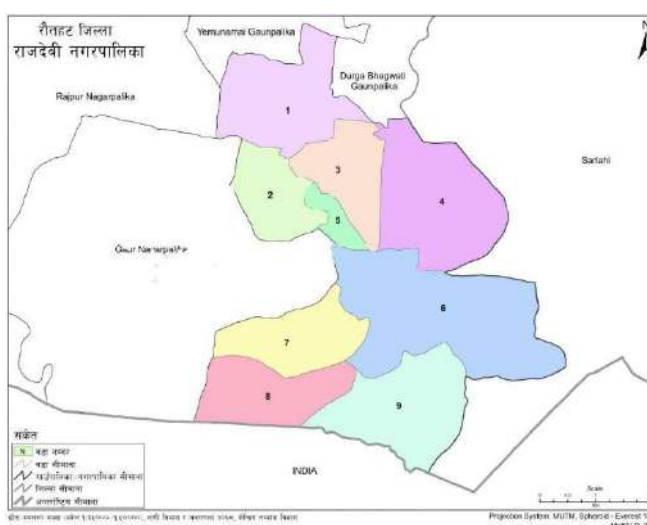 रौतहट जिल्ला
राजदेवी नगरपालिका
Yemunamai Gaunpalika
N
Durga Bhagwati
Gaunpalika
Rajpur Nagarpalika
Sarlahi
1
2
3
4
5
Gaur Nagarpalika
6
7
8
9
INDIA
संकेत
N वडा नम्बर
वडा सीमाना
गाउँपालिका/नगरपालिका सीमाना
जिल्ला सीमाना
अन्तर्राष्ट्रिय सीमाना
Scale
Projection System: MUTM, Spheroid - Everest